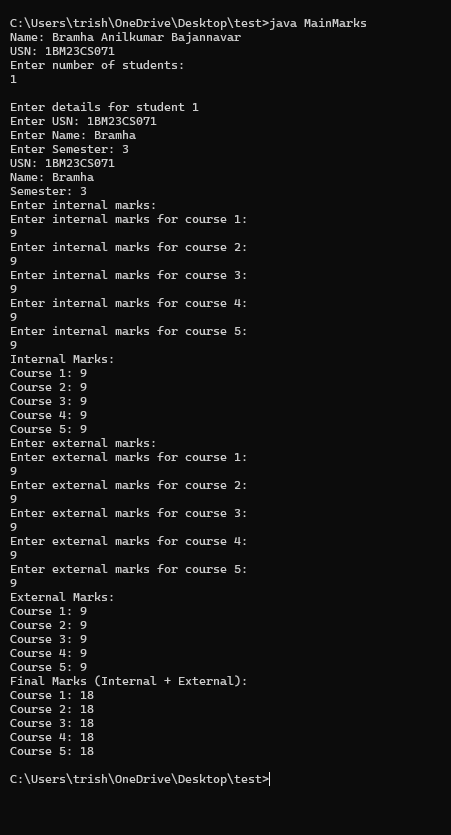 C:\Users\trish\OneDrive\Desktop\test>java MainMarks
Name: Bramha Anilkumar Bajannavar
USN: 1BM23CS071
Enter number of students:
1

Enter details for student 1
Enter USN: 1BM23CS071
Enter Name: Bramha
Enter Semester: 3
USN: 1BM23CS071
Name: Bramha
Semester: 3
Enter internal marks:
Enter internal marks for course 1:
9
Enter internal marks for course 2:
9
Enter internal marks for course 3:
9
Enter internal marks for course 4:
9
Enter internal marks for course 5:
9
Internal Marks:
Course 1: 9
Course 2: 9
Course 3: 9
Course 4: 9
Course 5: 9
Enter external marks:
Enter external marks for course 1:
9
Enter external marks for course 2:
9
Enter external marks for course 3:
9
Enter external marks for course 4:
9
Enter external marks for course 5:
9
External Marks:
Course 1: 9
Course 2: 9
Course 3: 9
Course 4: 9
Course 5: 9
Final Marks (Internal + External):
Course 1: 18
Course 2: 18
Course 3: 18
Course 4: 18
Course 5: 18

C:\Users\trish\OneDrive\Desktop\test>